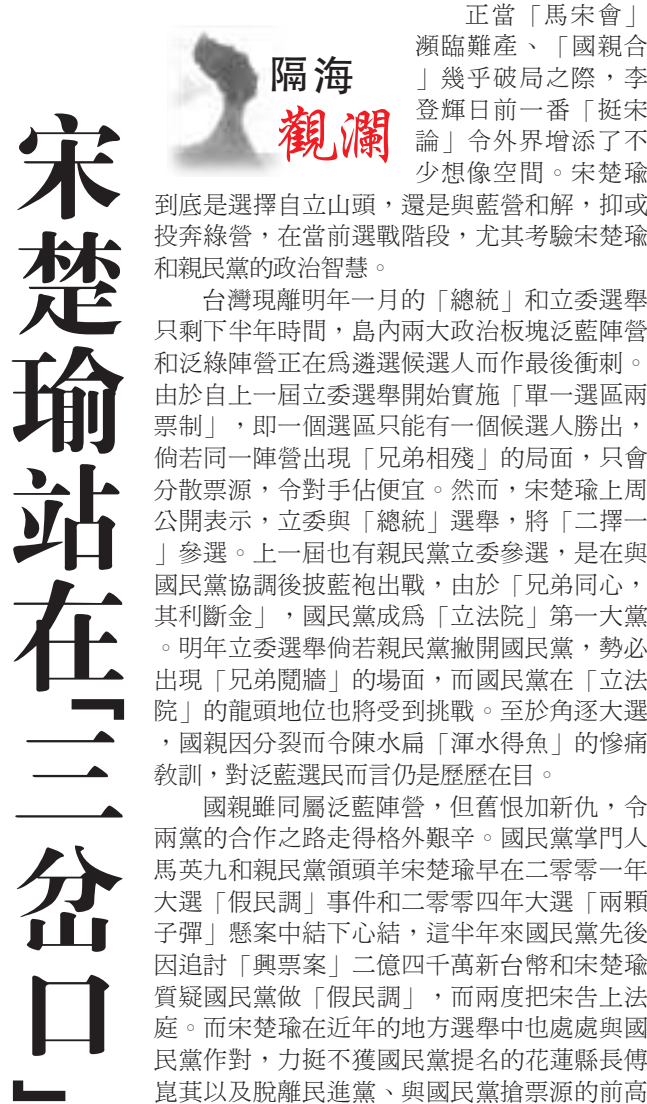 宋楚瑜站在「三岔口」
隔海
觀瀾
正當「馬宋會」
瀕臨難產、「國親合
」幾乎破局之際，李
登輝日前一番「挺宋
論」令外界增添了不
少想像空間。宋楚瑜
到底是選擇自立山頭，還是與藍營和解，抑或
投奔綠營，在當前選戰階段，尤其考驗宋楚瑜
和親民黨的政治智慧。
台灣現離明年一月的「總統」和立委選舉
只剩下半年時間，島內兩大政治板塊泛藍陣營
和泛綠陣營正在爲遴選候選人而作最後衝刺。
由於自上一屆立委選舉開始實施「單一選區兩
票制」，即一個選區只能有一個候選人勝出，
倘若同一陣營出現「兄弟相殘」的局面，只會
分散票源，令對手佔便宜。然而，宋楚瑜上周
公開表示，立委與「總統」選舉，將「二擇一
」參選。上一屆也有親民黨立委參選，是在與
國民黨協調後披藍袍出戰，由於「兄弟同心，
其利斷金」，國民黨成爲「立法院」第一大黨
。明年立委選舉倘若親民黨撇開國民黨，勢必
出現「兄弟鬩牆」的場面，而國民黨在「立法
院」的龍頭地位也將受到挑戰。至於角逐大選
，國親因分裂而令陳水扁「渾水得魚」的慘痛
教訓，對泛藍選民而言仍是歷歷在目。
國親雖同屬泛藍陣營，但舊恨加新仇，令
兩黨的合作之路走得格外艱辛。國民黨掌門人
馬英九和親民黨領頭羊宋楚瑜早在二零零一年
大選「假民調」事件和二零零四年大選「兩顆
子彈」懸案中結下心結，這半年來國民黨先後
因追討「興票案」二億四千萬新台幣和宋楚瑜
質疑國民黨做「假民調」，而兩度把宋告上法
庭。而宋楚瑜在近年的地方選舉中也處處與國
民黨作對，力挺不獲國民黨提名的花蓮縣長傅
崑萁以及脫離民進黨、與國民黨搶票源的前高